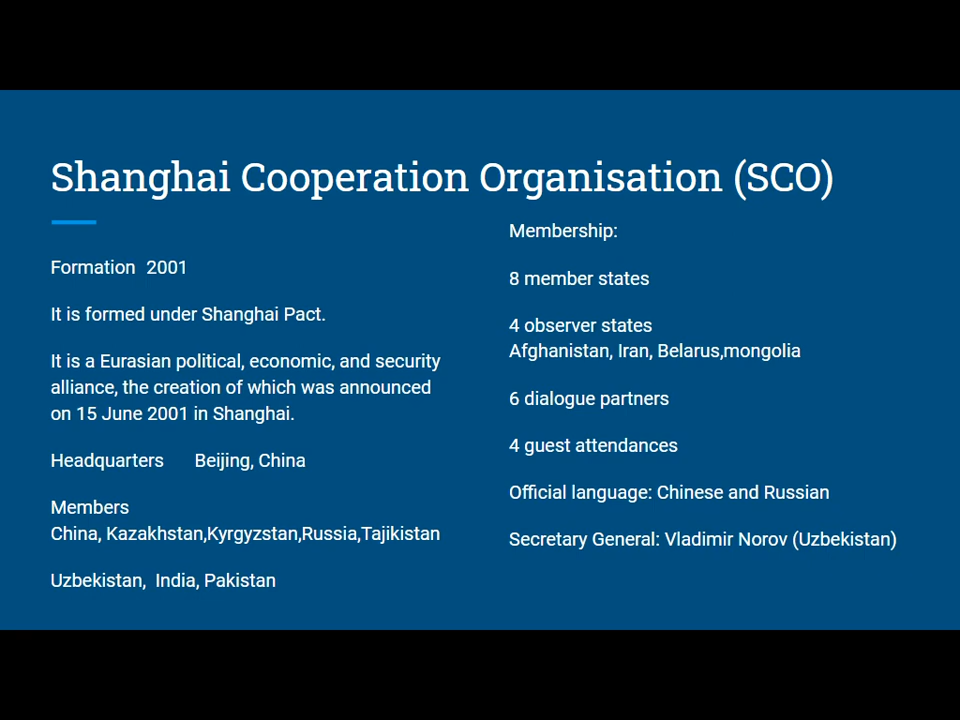 Shanghai Cooperation Organisation (SCO)
Formation 2001
It is formed under Shanghai Pact.
It is a Eurasian political, economic, and security
alliance, the creation of which was announced
on 15 June 2001 in Shanghai.
Headquarters Beijing, China
Members
China, Kazakhstan,Kyrgyzstan,Russia,Tajikistan
Uzbekistan, India, Pakistan
Membership:
8 member states
4 observer states
Afghanistan, Iran, Belarus,mongolia
6 dialogue partners
4 guest attendances
Official language: Chinese and Russian
Secretary General: Vladimir Norov (Uzbekistan)